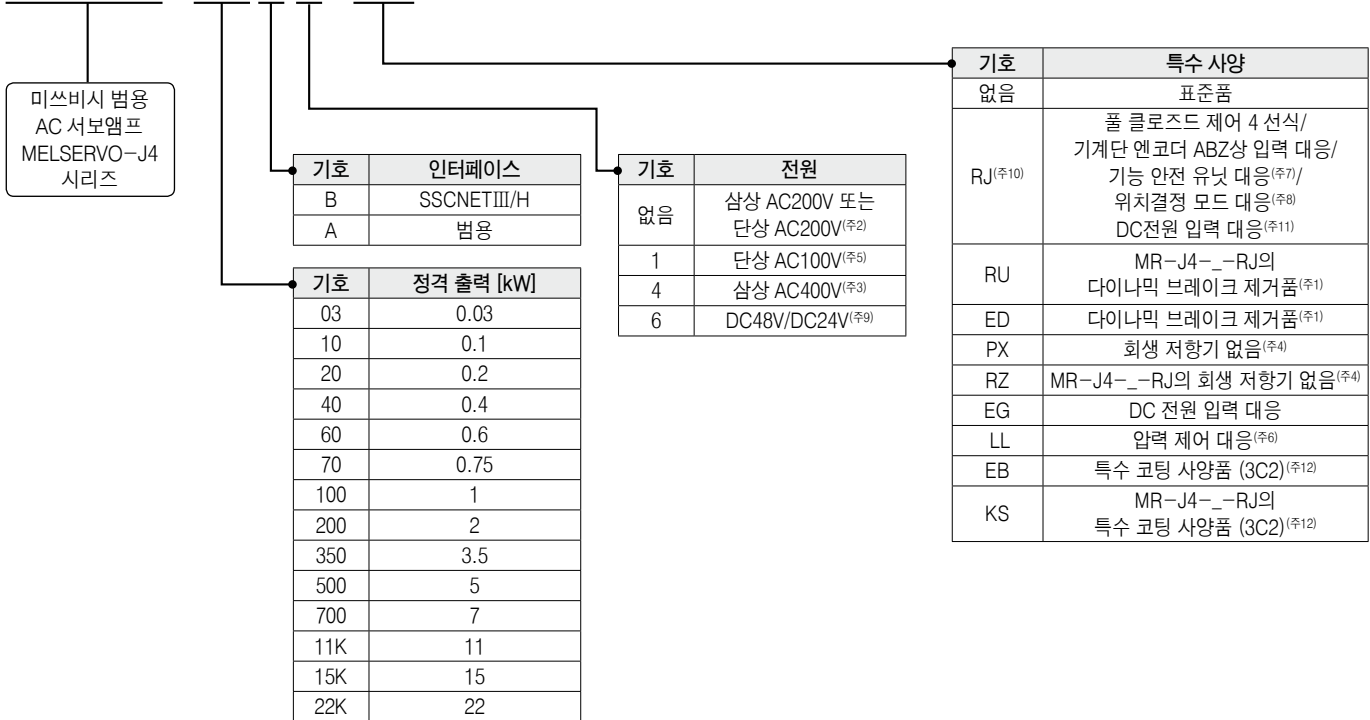 미쓰비시 범용
AC 서보앰프
MELSERVO-J4
시리즈
기호 인터페이스
B SSCNETⅢ/H
A 범용
기호 정격 출력 [kW]
03 0.03
10 0.1
20 0.2
40 0.4
60 0.6
70 0.75
100 1
200 2
350 3.5
500 5
700 7
11K 11
15K 15
22K 22
기호 전원
없음 삼상 AC200V 또는
단상 AC200V(주2)
1 단상 AC100V(주5)
4 삼상 AC400V(주3)
6 DC48V/DC24V(주9)
기호 특수 사양
없음 표준품
풀 클로즈드 제어 4 선식/
기계단 엔코더 ABZ상 입력 대응/
RJ(주10) 기능 안전 유닛 대응(주7)/
위치결정 모드 대응(주8)
DC전원 입력 대응(주11)
RU MR-J4-_-RJ의
다이나믹 브레이크 제거품(주1)
ED 다이나믹 브레이크 제거품(주1)
PX 회생 저항기 없음(주4)
RZ MR-J4-_-RJ의 회생 저항기 없음(주4)
EG DC 전원 입력 대응
LL 압력 제어 대응(주6)
EB 특수 코팅 사양품 (3C2)(주12)
KS MR-J4-_-RJ의
특수 코팅 사양품 (3C2)(주12)